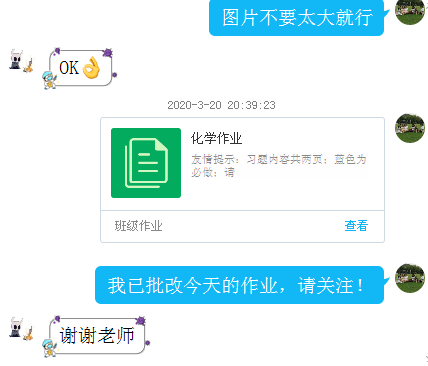 图片不要太大就行
OK👌
2020-3-20 20:39:23
化学作业
友情提示：习题内容共两页；蓝色为
必做；请
班级作业
查看
我已批改今天的作业，请关注！
谢谢老师